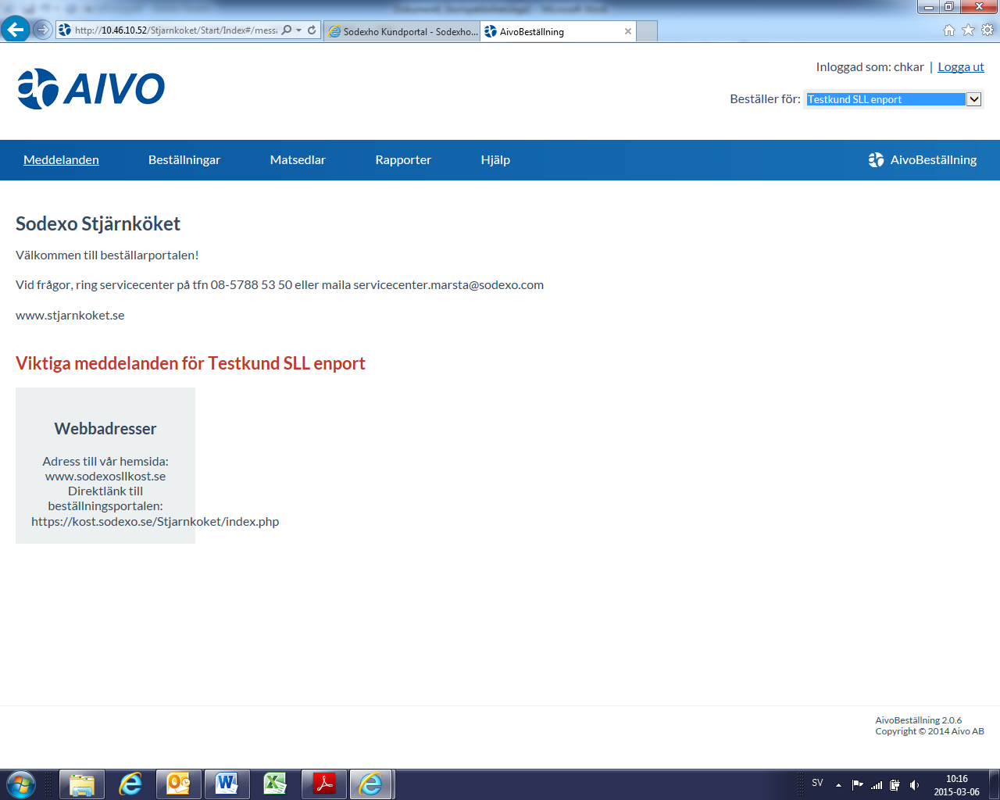 http://10.46.10.52/Stjarnkoket/Start/Index#/messa
Sodexho Kundportal - Sodexho...
AivoBeställning
Inloggad som: chkar | Logga ut
AIVO
Beställer för: Testkund SLL enport
Meddelanden
Beställningar
Matsedlar
Rapporter
Hjälp
AivoBeställning
Sodexo Stjärnköket
Välkommen till beställarportalen!
Vid frågor, ring servicecenter på tfn 08-5788 53 50 eller maila servicecenter.marsta@sodexo.com
www.stjarnkoket.se
Viktiga meddelanden för Testkund SLL enport
Webbadresser
Adress till vår hemsida:
www.sodexosllkost.se
Direktlänk till
beställningsportalen:
https://kost.sodexo.se/Stjarnkoket/index.php
AivoBeställning 2.0.6
Copyright © 2014 Aivo AB
SV
10:16
2015-03-06